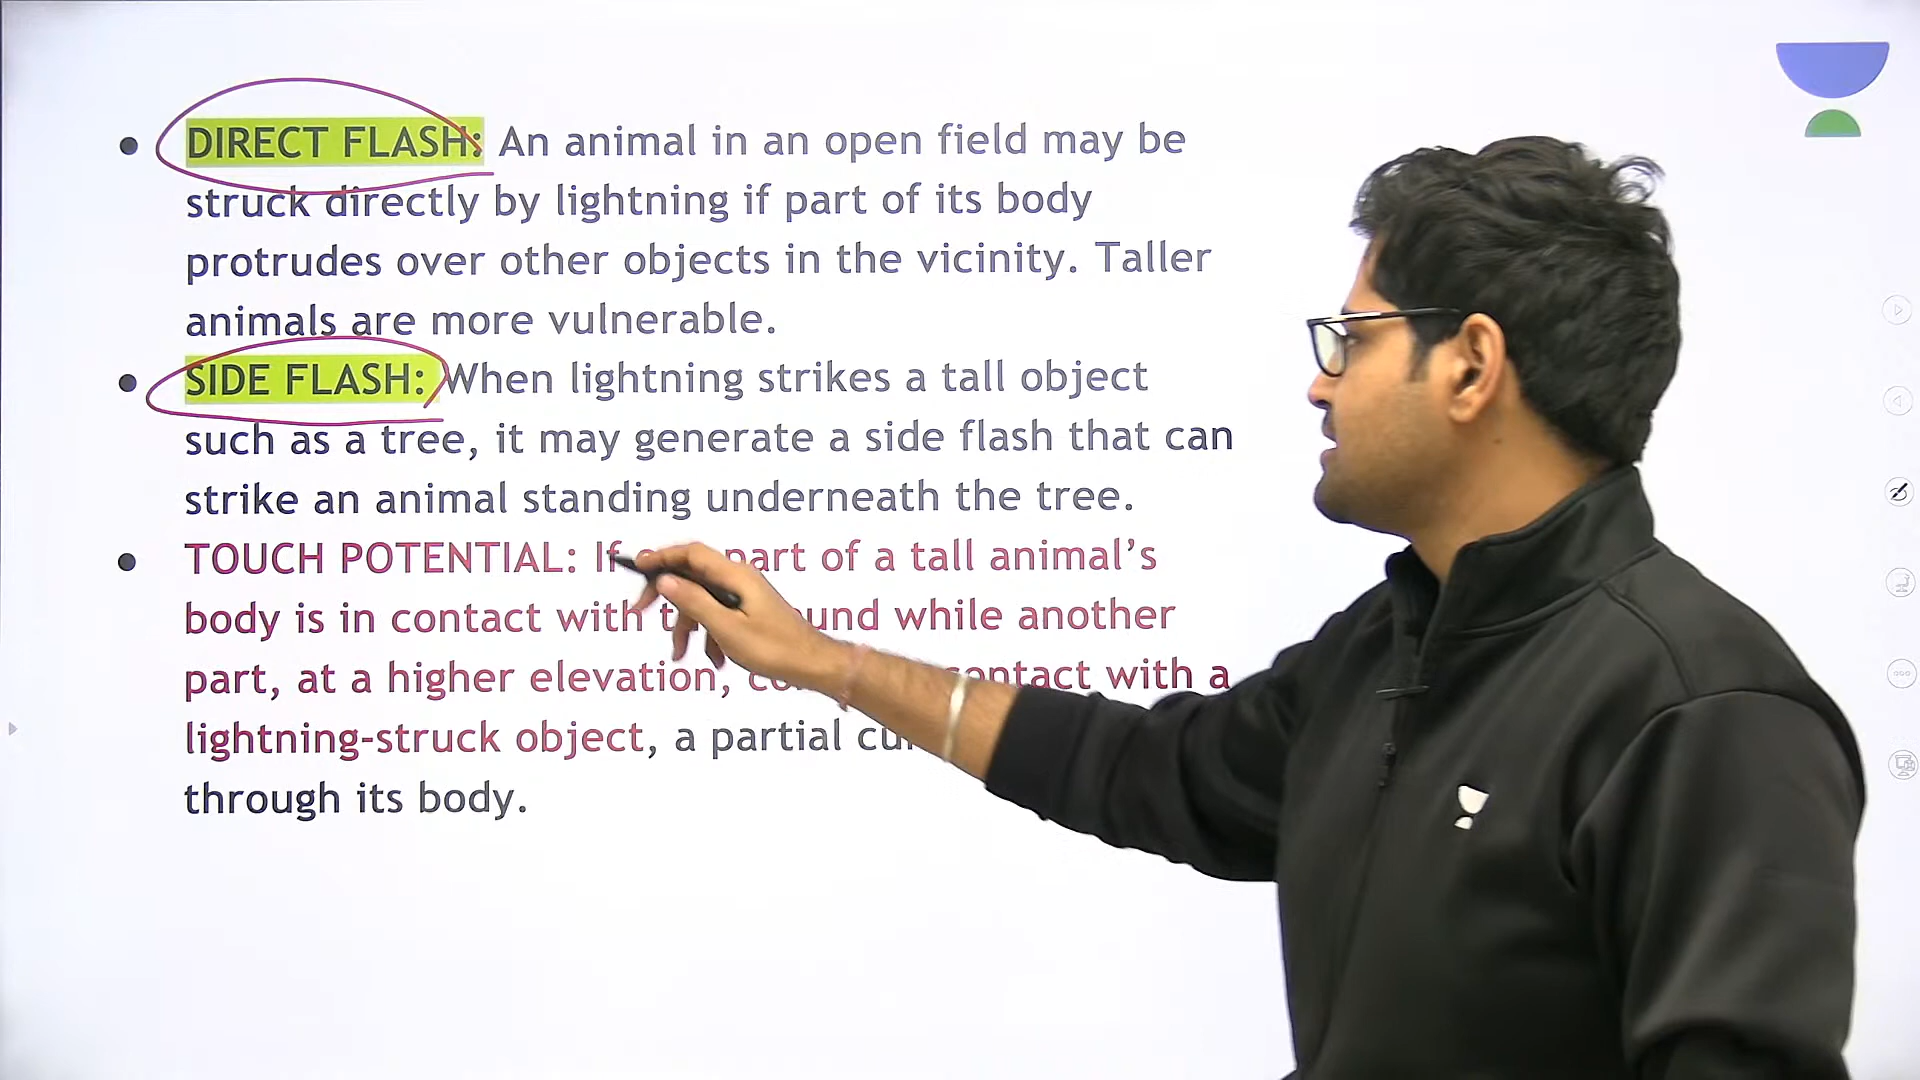 DIRECT FLASH: An animal in an open field may be
struck directly by lightning if part of its body
protrudes over other objects in the vicinity. Taller
animals are more vulnerable.
SIDE FLASH: When lightning strikes a tall object
such as a tree, it may generate a side flash that can
strike an animal standing underneath the tree.
TOUCH POTENTIAL: If part of a tall animal's
body is in contact with while another
part, at a higher elevation, contact with a
lightning-struck object, a partial
through its body.